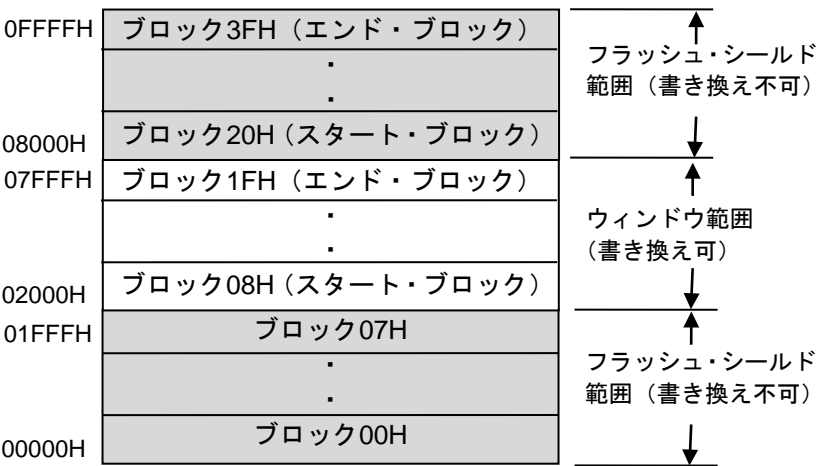 0FFFFH
ブロック3FH（エンド・ブロック）
・
・
ブロック20H（スタート・ブロック）
08000H
フラッシュ・シールド
範囲（書き換え不可）
07FFFH
ブロック1FH（エンド・ブロック）
・
・
ブロック08H（スタート・ブロック）
02000H
ウィンドウ範囲
（書き換え可）
01FFFH
ブロック07H
・
・
ブロック00H
00000H
フラッシュ・シールド
範囲（書き換え不可）